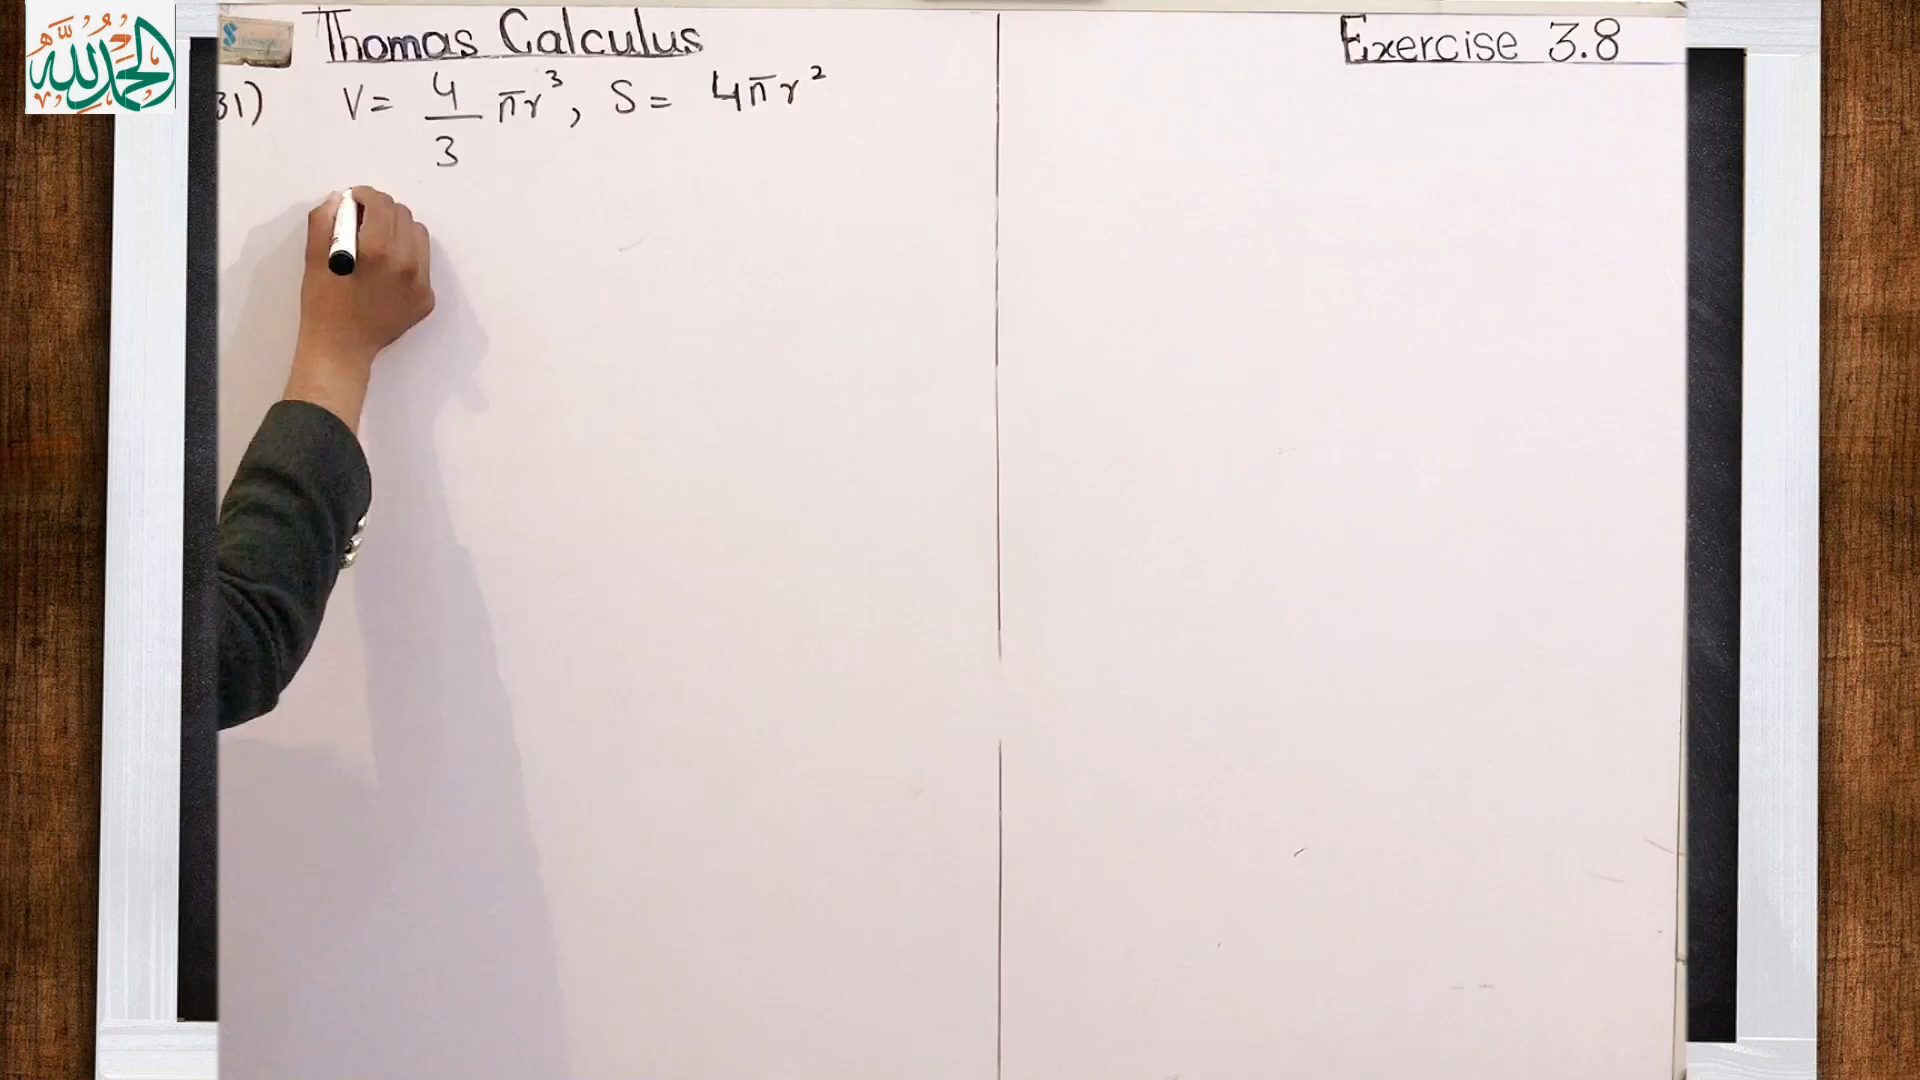 الحمد لله
Thomas Calculus
Exercise 3.8
31) V = 4/3 πr³, S = 4πr²